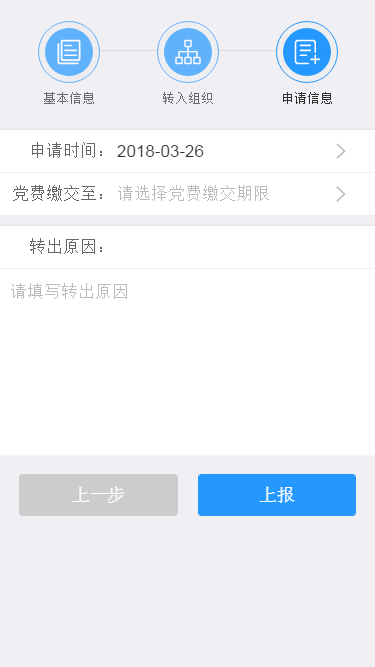 基本信息 转入组织 申请信息
申请时间： 2018-03-26
党费缴交至： 请选择党费缴交期限
转出原因：
请填写转出原因
上一步 上报